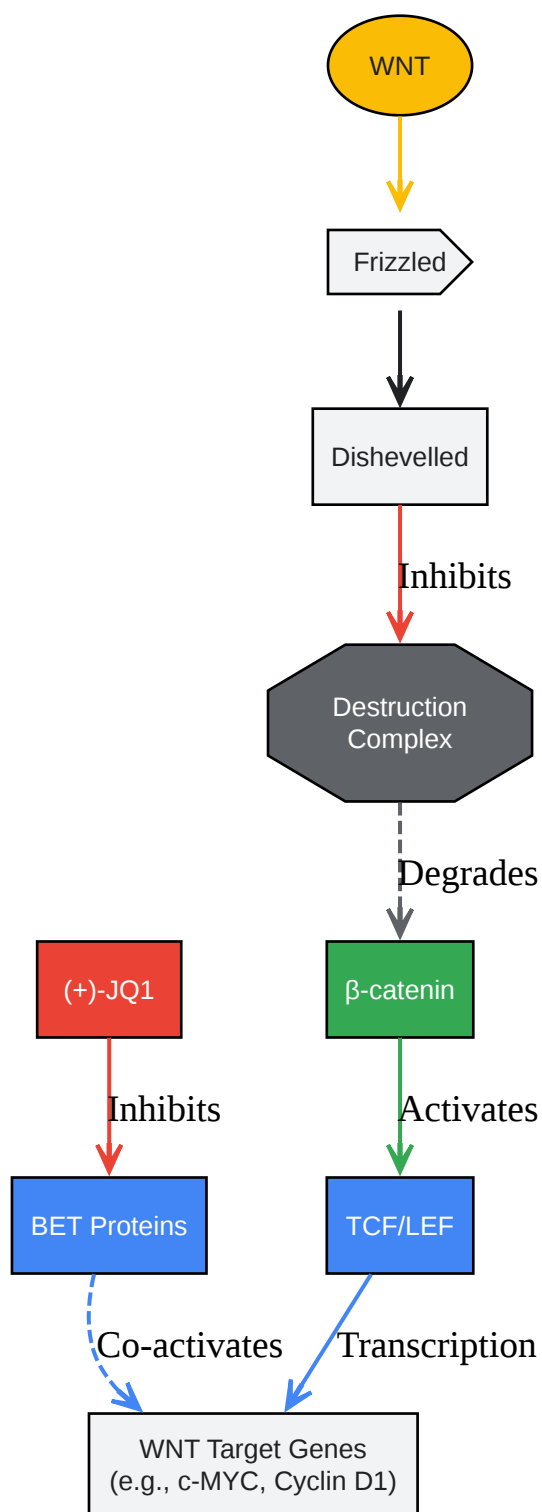 WNT
Frizzled
Dishevelled
Inhibits
Destruction
Complex
Degrades
(+)-JQ1
β-catenin
Inhibits
Activates
BET Proteins
TCF/LEF
Co-activates
Transcription
WNT Target Genes
(e.g., c-MYC, Cyclin D1)